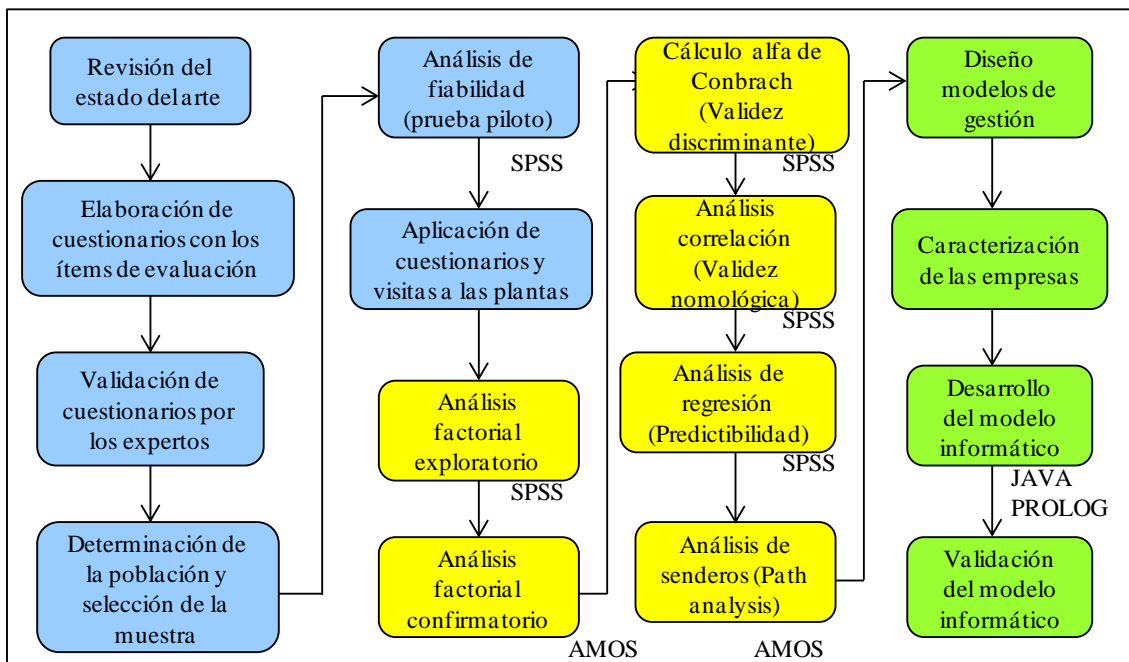 Revisión del
estado del arte
Elaboración de
cuestionarios con los
ítems de evaluación
Validación de
cuestionarios por
los expertos
Determinación de
la población y
selección de la
muestra
Análisis de
fiabilidad
(prueba piloto)
SPSS
Aplicación de
cuestionarios y
visitas a las plantas
Análisis
factorial
exploratorio
SPSS
Análisis
factorial
confirmatorio
AMOS
Cálculo alfa de
Conbrach
(Validez
discriminante)
SPSS
Análisis
correlación
(Validez
nomológica)
SPSS
Análisis de
regresión
(Predictibilidad)
SPSS
Análisis de
senderos (Path
analysis)
AMOS
Diseño
modelos de
gestión
Caracterización
de las empresas
Desarrollo
del modelo
informático
JAVA
PROLOG
Validación
del modelo
informático